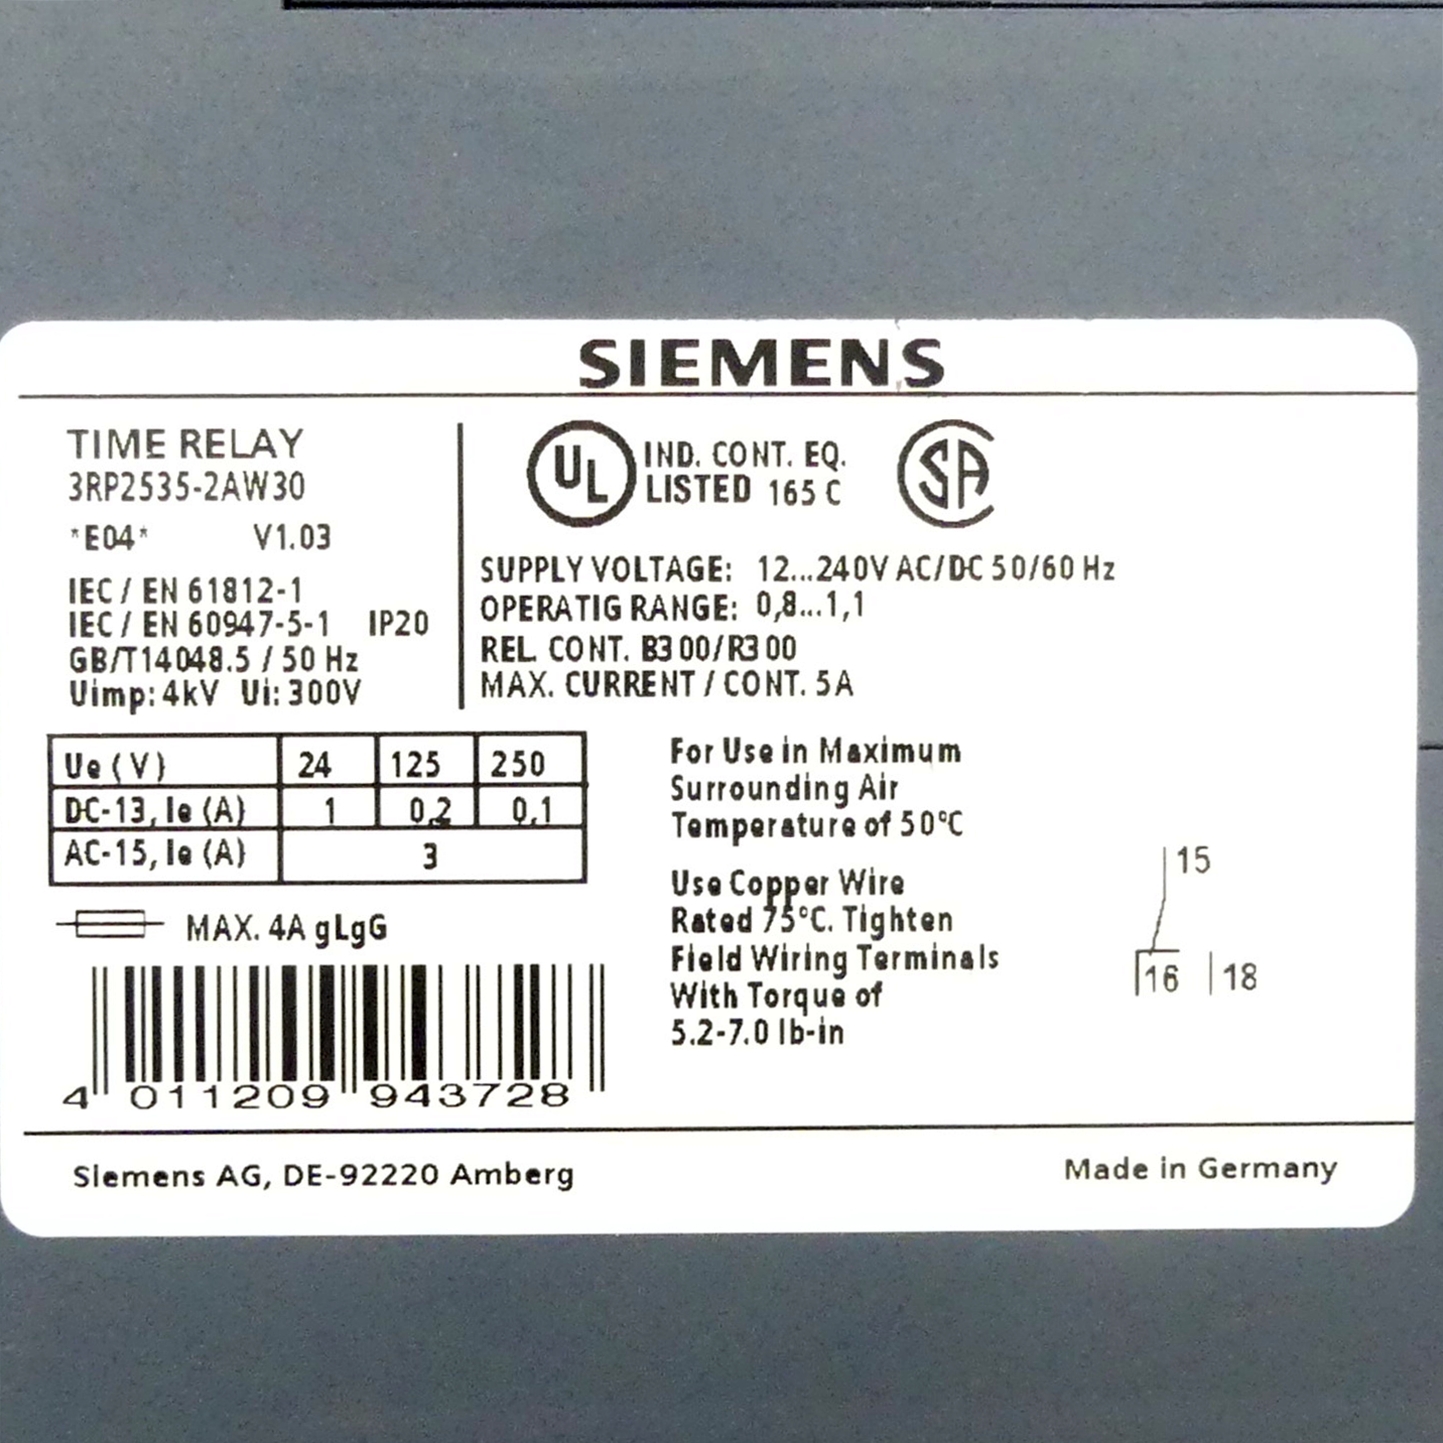 SIEMENS
TIME RELAY
3RP2535-2AW30
*E04* V1.03
IEC / EN 61812-1
IEC / EN 60947-5-1 IP20
GB/T14048.5 / 50 Hz
Uimp: 4kV Ui: 300V
UL IND. CONT. EQ.
LISTED 165 C
SA
SUPPLY VOLTAGE: 12...240V AC/DC 50/60 Hz
OPERATIG RANGE: 0,8...1,1
REL. CONT. B300/R300
MAX. CURRENT / CONT. 5A
Ue (V) 24 125 250
DC-13, Ie (A) 1 0,2 0,1
AC-15, Ie (A) 3
MAX. 4A gLgG
4 011209 943728
For Use in Maximum
Surrounding Air
Temperature of 50°C
Use Copper Wire
Rated 75°C. Tighten
Field Wiring Terminals
With Torque of
5.2-7.0 lb-in
15
16 18
Siemens AG, DE-92220 Amberg
Made in Germany